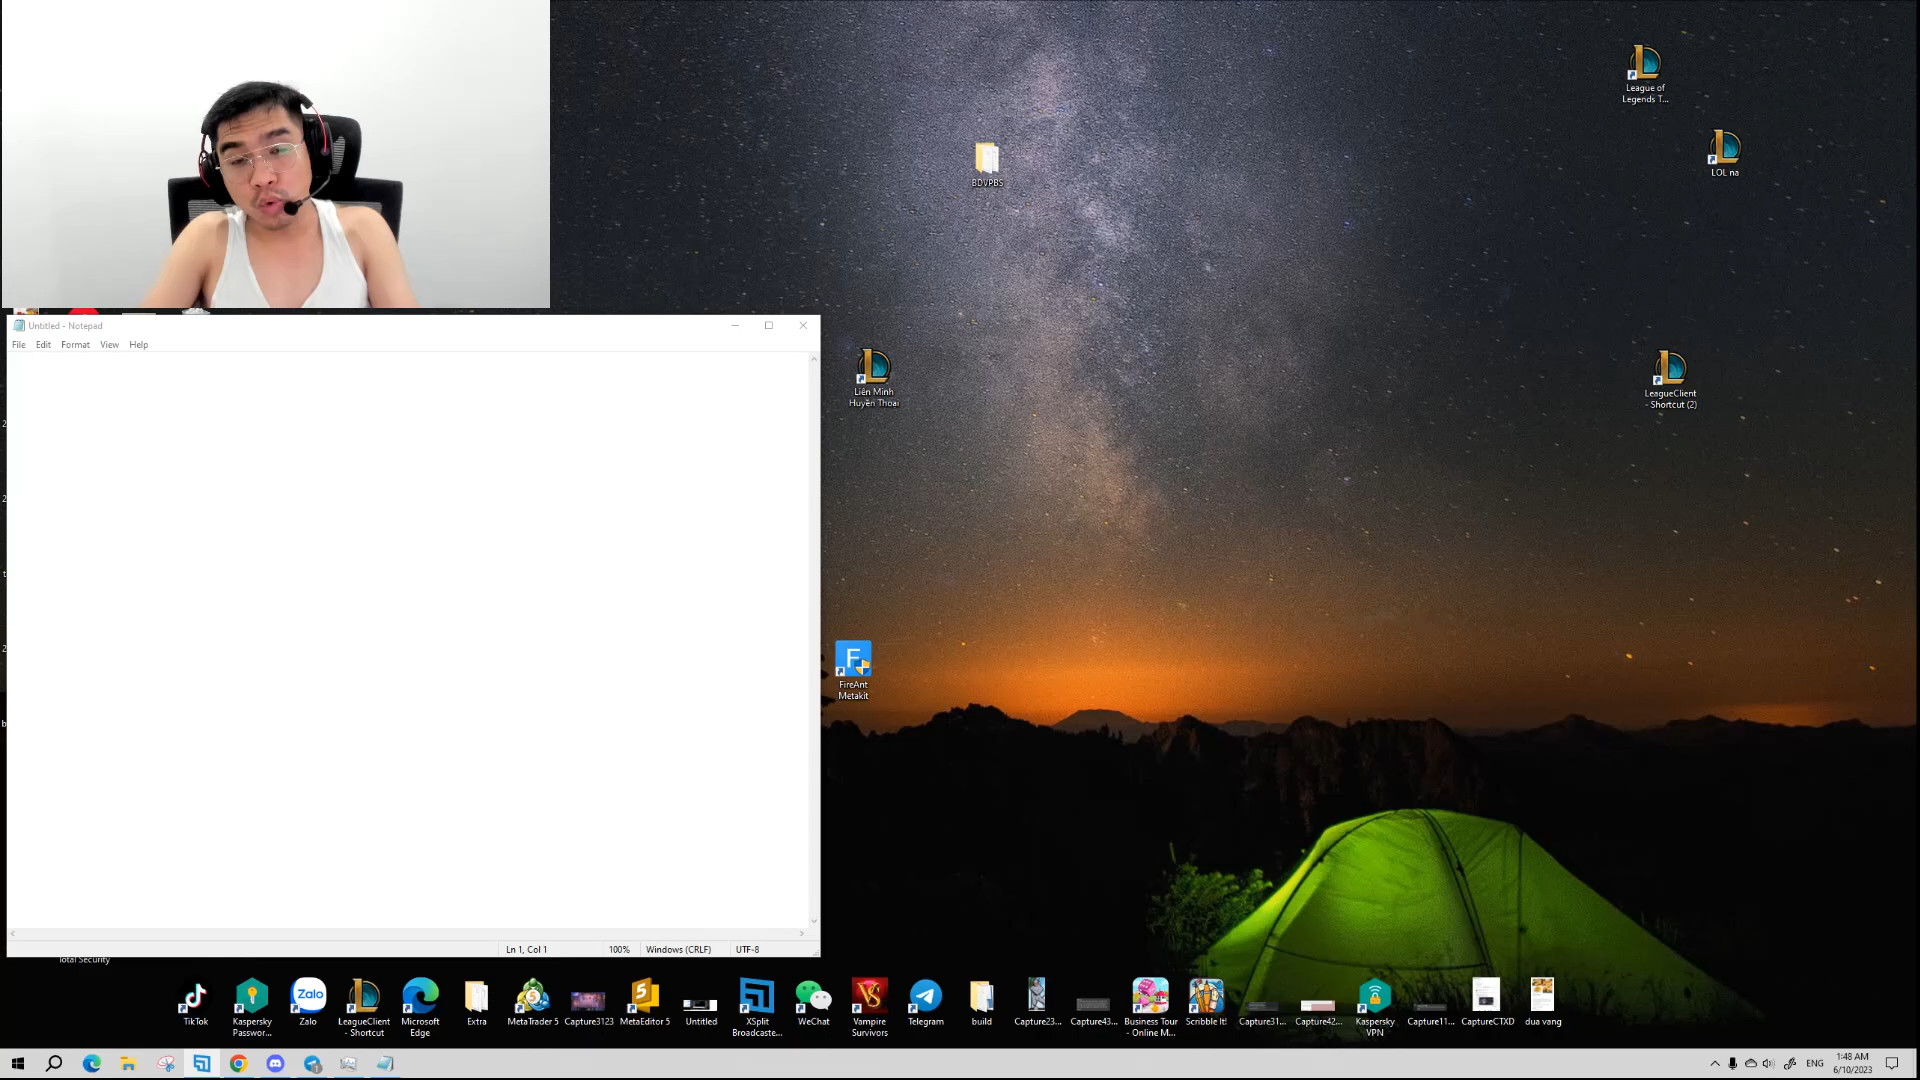 League of
Legends T...
LOL na
BDVPBS
Untitled - Notepad
File Edit Format View Help
Liên Minh
Huyền Thoại
LeagueClient
- Shortcut (2)
FireAnt
Metakit
Ln 1, Col 1 100% Windows (CRLF) UTF-8
Total Security
TikTok
Kaspersky
Passwor...
Zalo
Zalo
LeagueClient
- Shortcut
Microsoft
Edge
Extra
MetaTrader 5
Capture3123
MetaEditor 5
Untitled
XSplit
Broadcaste...
WeChat
Vampire
Survivors
Telegram
build
Capture23...
Capture43...
Business Tour
- Online M...
Scribble It!
Capture31...
Capture42...
Kaspersky
VPN
Capture11...
CaptureCTXD
dua vang
ENG
1:48 AM
6/10/2023